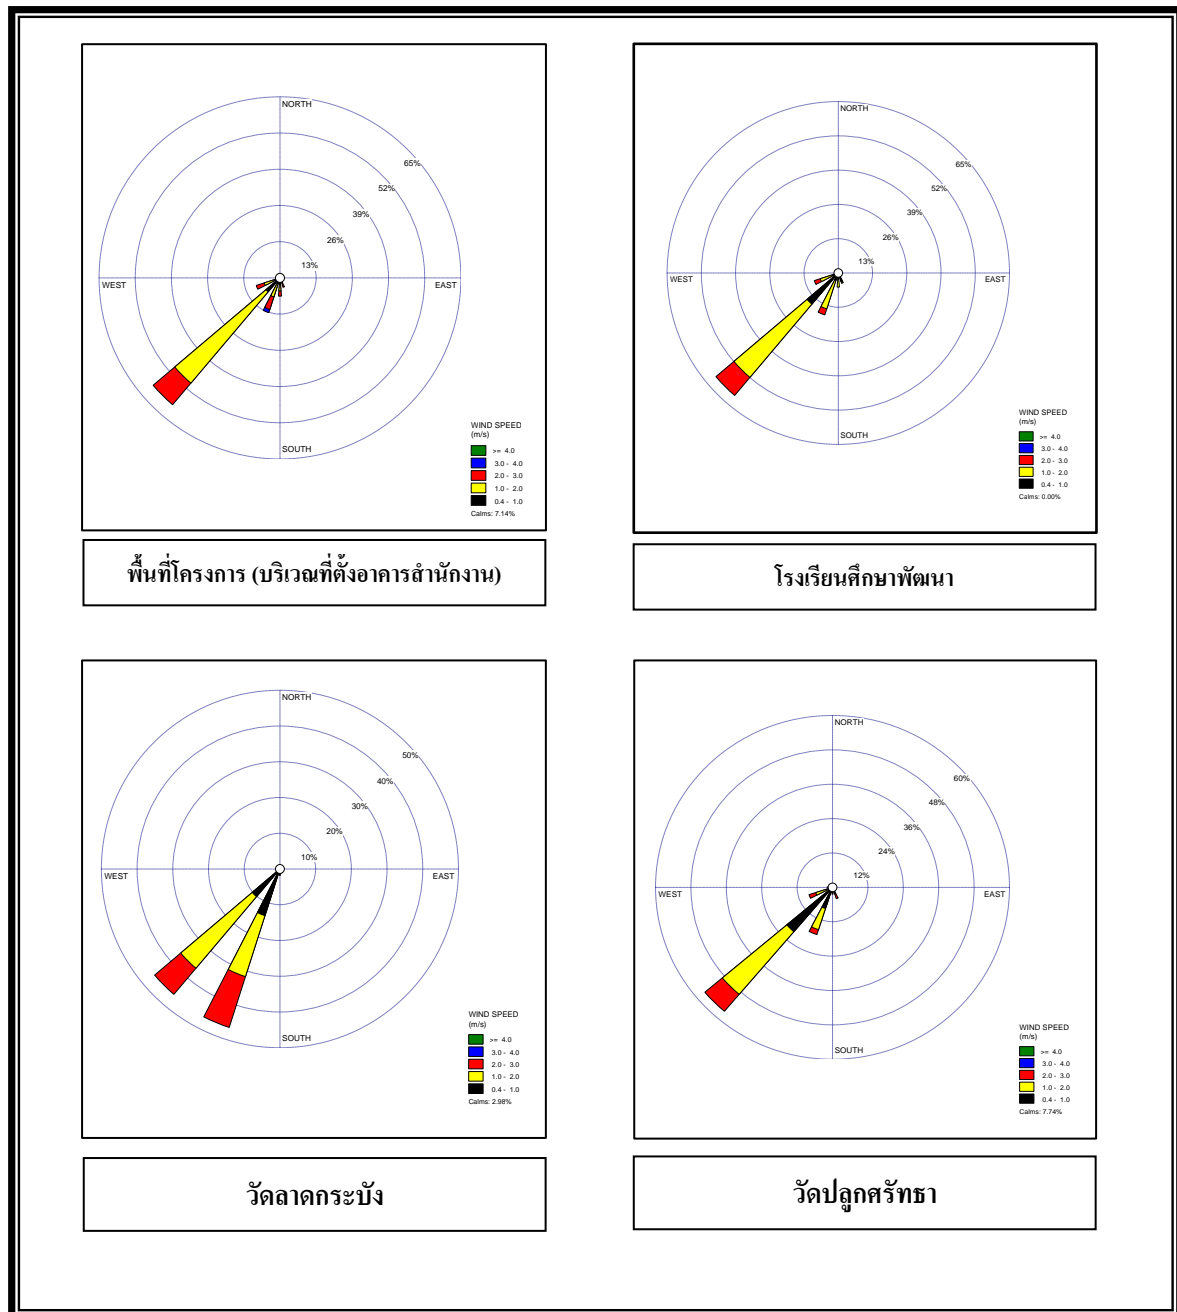 NORTH
65%
52%
39%
26%
13%
WEST
EAST
SOUTH
WIND SPEED
(m/s)
>= 4.0
3.0 - 4.0
2.0 - 3.0
1.0 - 2.0
0.4 - 1.0
Calms: 7.14%
พื้นที่โครงการ (บริเวณที่ตั้งอาคารสำนักงาน)
NORTH
65%
52%
39%
26%
13%
WEST
EAST
SOUTH
WIND SPEED
(m/s)
>= 4.0
3.0 - 4.0
2.0 - 3.0
1.0 - 2.0
0.4 - 1.0
Calms: 0.00%
โรงเรียนศึกษาพัฒนา
NORTH
50%
40%
30%
20%
10%
WEST
EAST
SOUTH
WIND SPEED
(m/s)
>= 4.0
3.0 - 4.0
2.0 - 3.0
1.0 - 2.0
0.4 - 1.0
Calms: 2.98%
วัดลาดกระบัง
NORTH
60%
48%
36%
24%
12%
WEST
EAST
SOUTH
WIND SPEED
(m/s)
>= 4.0
3.0 - 4.0
2.0 - 3.0
1.0 - 2.0
0.4 - 1.0
Calms: 7.74%
วัดปลูกศรัทธา